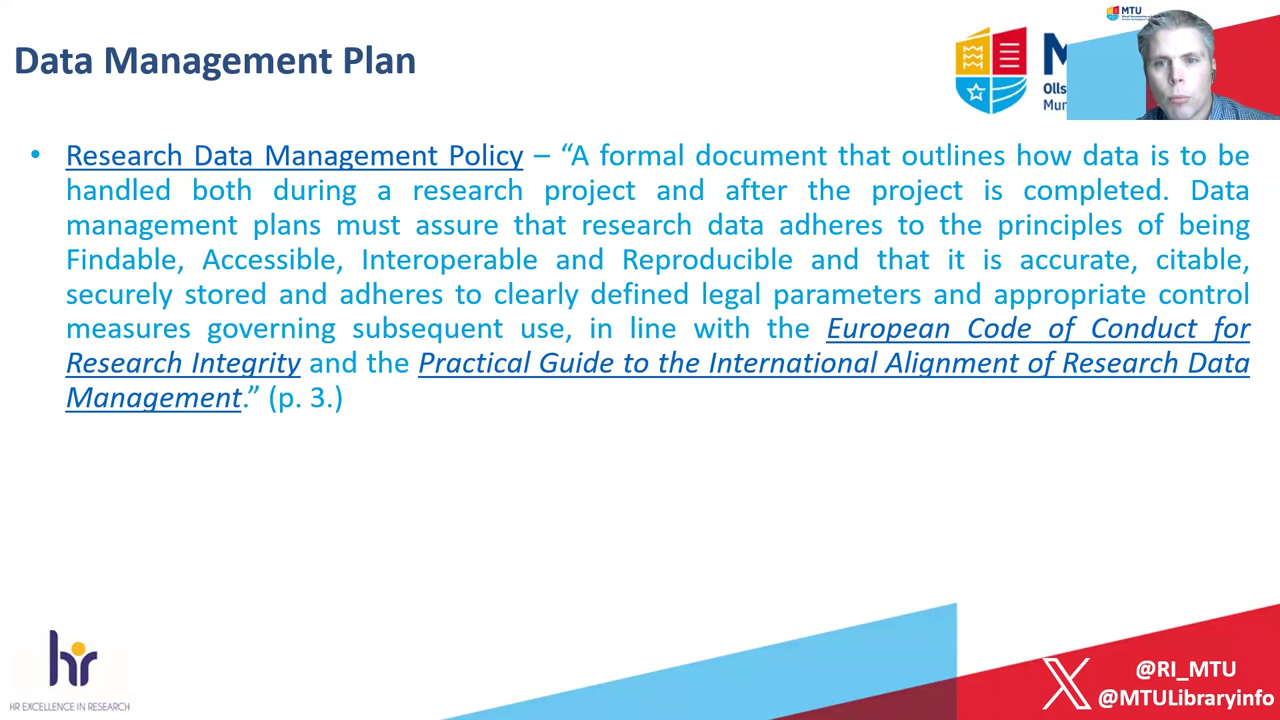 MTU
Data Management Plan
M
Olls
Mun
• Research Data Management Policy – “A formal document that outlines how data is to be
handled both during a research project and after the project is completed. Data
management plans must assure that research data adheres to the principles of being
Findable, Accessible, Interoperable and Reproducible and that it is accurate, citable,
securely stored and adheres to clearly defined legal parameters and appropriate control
measures governing subsequent use, in line with the European Code of Conduct for
Research Integrity and the Practical Guide to the International Alignment of Research Data
Management.” (p. 3.)
hr
HR EXCELLENCE IN RESEARCH
@RI_MTU
@MTULibraryinfo